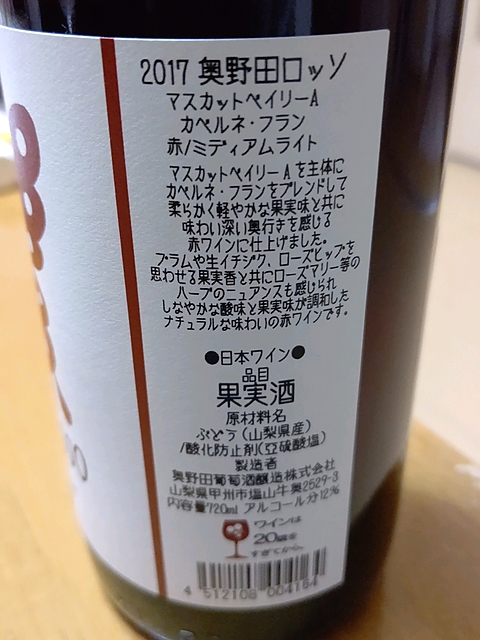 2017 奥野田ロッソ
マスカットベイリーA
カベルネ・フラン
赤/ミディアムライト
マスカットベイリーAを主体に
カベルネ・フランをブレンドして
柔らかく軽やかな果実味と共に
味わい深い奥行きを感じる
赤ワインに仕上げました。
プラムや生イチジク、ローズヒップを
思わせる果実香と共にローズマリー等の
ハーブのニュアンスも感じられ
しなやかな酸味と果実味が調和した
ナチュラルな味わいの赤ワインです。
●日本ワイン●
品目
果実酒
原材料名
ぶどう(山梨県産)
/酸化防止剤(亞硫酸塩)
製造者
奥野田葡萄酒醸造株式会社
山梨県甲州市塩山牛奥2529-3
内容量720ml アルコール分12%
ワインは
20歳を
すぎてから。
4 512108 004164